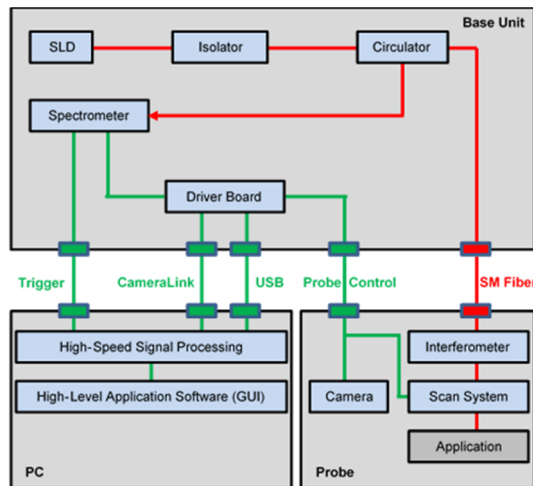 Base Unit
SLD
Isolator
Circulator
Spectrometer
Driver Board
Trigger
CameraLink
USB
Probe Control
SM Fiber
High-Speed Signal Processing
Interferometer
High-Level Application Software (GUI)
Camera
Scan System
Application
PC
Probe